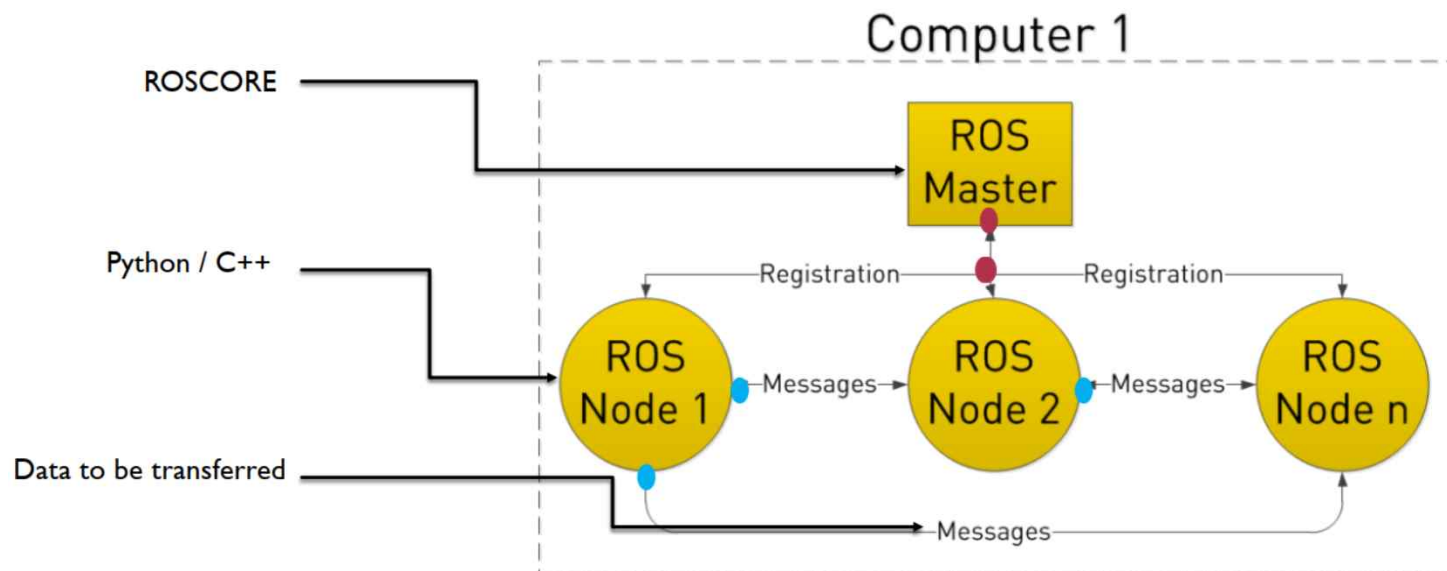 Computer 1
ROSCORE
ROS
Master
Python / C++
Registration
Registration
ROS
Node 1
Messages
ROS
Node 2
Messages
ROS
Node n
Data to be transferred
Messages